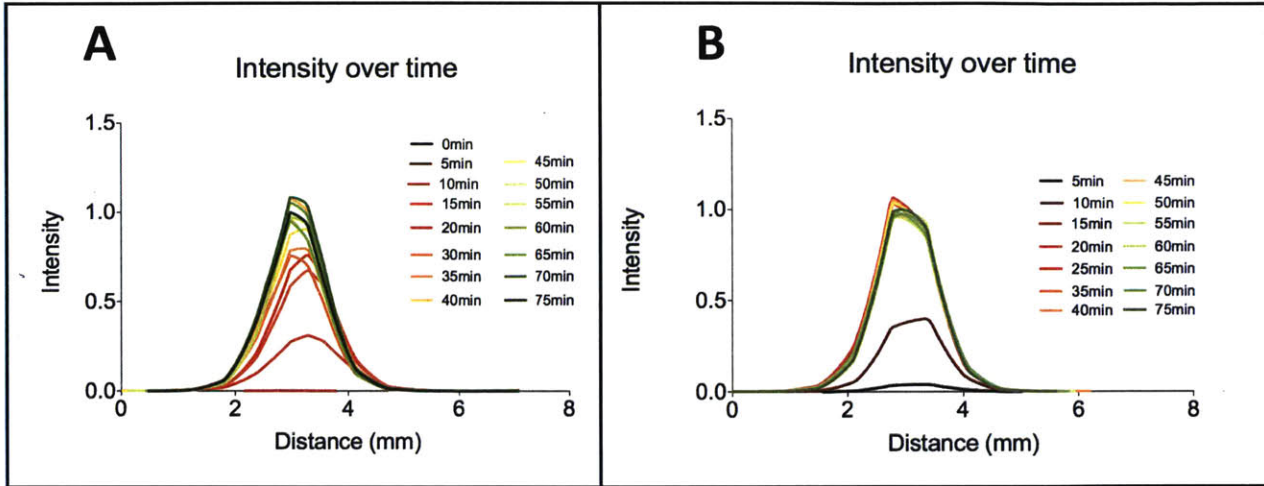 A
Intensity over time
Intensity
1.5
1.0
0.5
0.0
0 2 4 6 8
Distance (mm)
0min
5min
10min
15min
20min
30min
35min
40min
45min
50min
55min
60min
65min
70min
75min
B
Intensity over time
Intensity
1.5
1.0
0.5
0.0
0 2 4 6 8
Distance (mm)
5min
10min
15min
20min
25min
35min
40min
45min
50min
55min
60min
65min
70min
75min